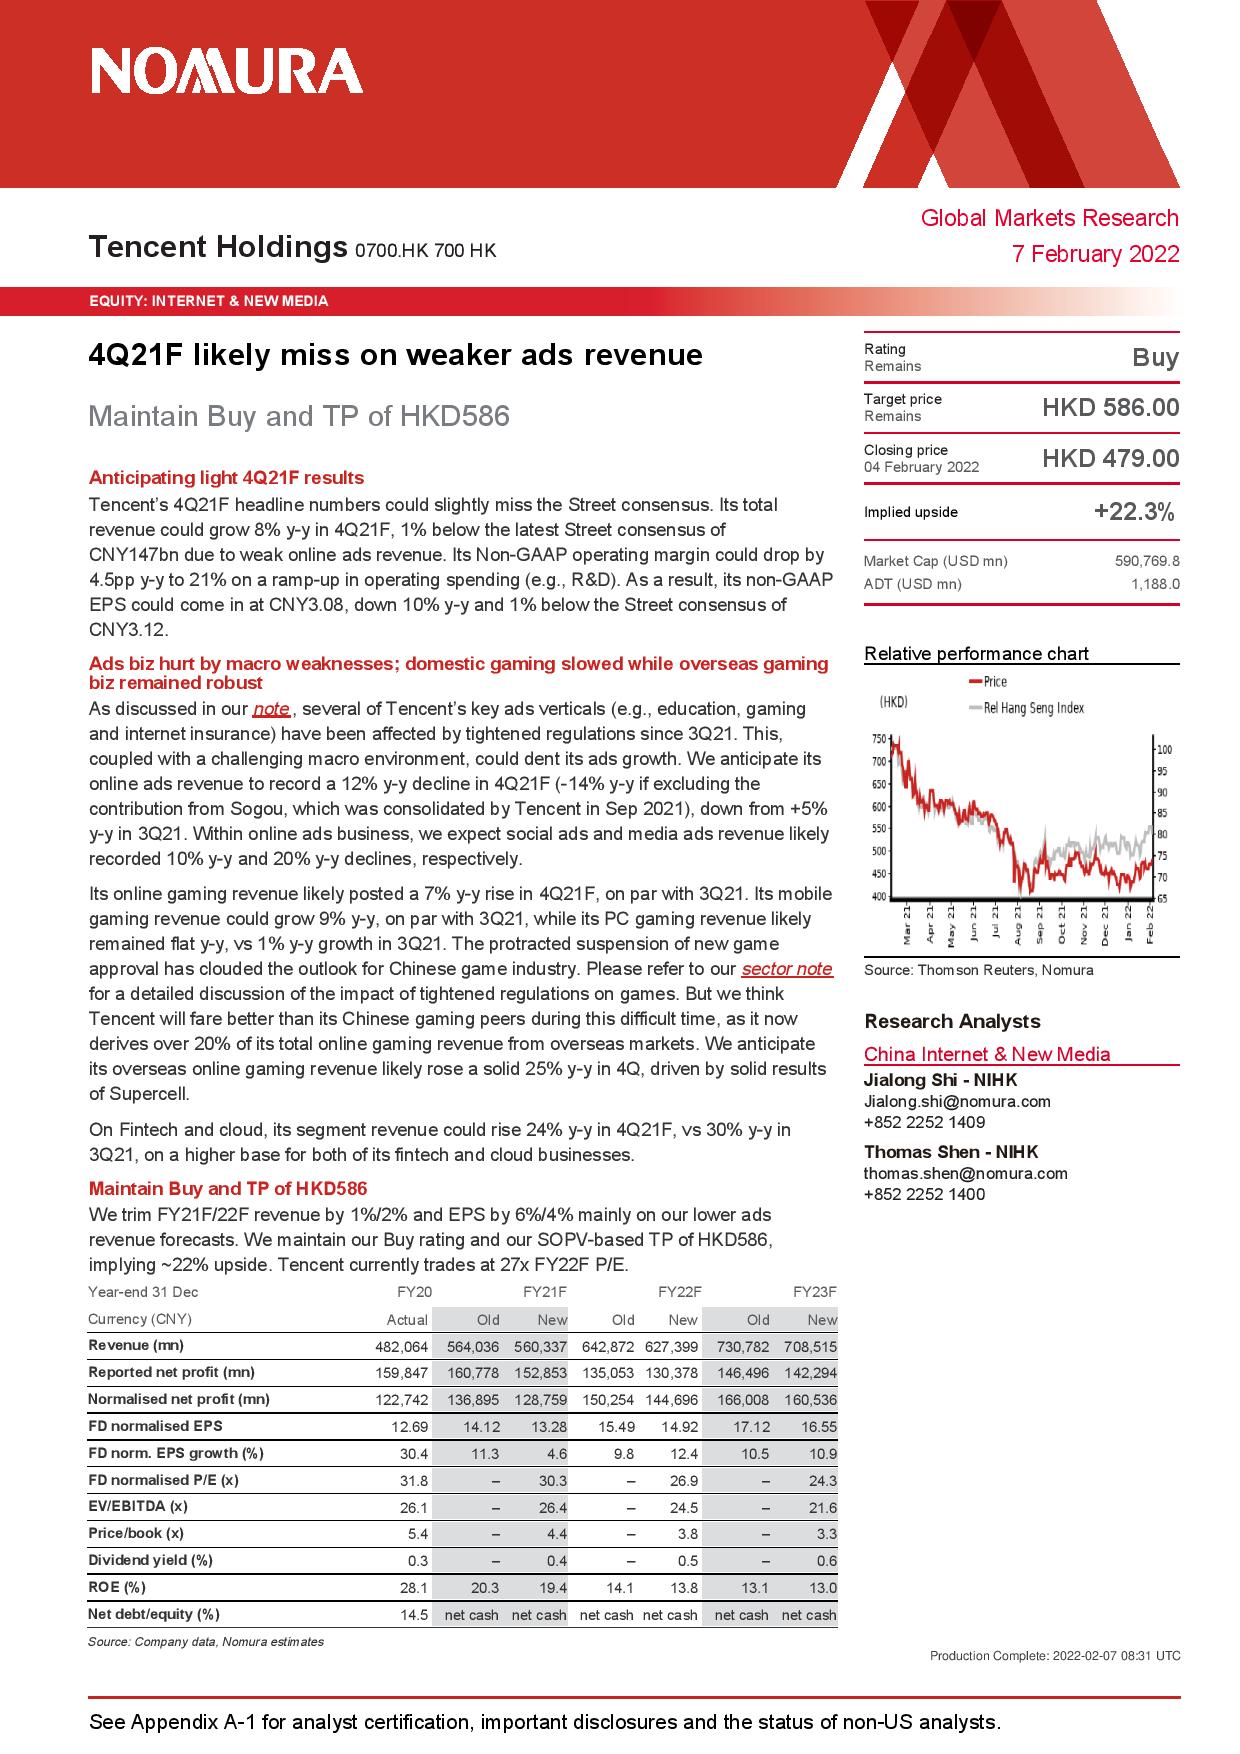 NOMURA
Global Markets Research
7 February 2022
Tencent Holdings 0700.HK 700 HK
EQUITY: INTERNET & NEW MEDIA
4Q21F likely miss on weaker ads revenue
Maintain Buy and TP of HKD586
Anticipating light 4Q21F results
Tencent's 4Q21F headline numbers could slightly miss the Street consensus. Its total
revenue could grow 8% y-y in 4Q21F, 1% below the latest Street consensus of
CNY147bn due to weak online ads revenue. Its Non-GAAP operating margin could drop by
4.5pp y-y to 21% on a ramp-up in operating spending (e.g., R&D). As a result, its non-GAAP
EPS could come in at CNY3.08, down 10% y-y and 1% below the Street consensus of
CNY3.12.
Ads biz hurt by macro weaknesses; domestic gaming slowed while overseas gaming
biz remained robust
As discussed in our note , several of Tencent's key ads verticals (e.g., education, gaming
and internet insurance) have been affected by tightened regulations since 3Q21. This,
coupled with a challenging macro environment, could dent its ads growth. We anticipate its
online ads revenue to record a 12% y-y decline in 4Q21F (-14% y-y if excluding the
contribution from Sogou, which was consolidated by Tencent in Sep 2021), down from +5%
y-y in 3Q21. Within online ads business, we expect social ads and media ads revenue likely
recorded 10% y-y and 20% y-y declines, respectively.
Its online gaming revenue likely posted a 7% y-y rise in 4Q21F, on par with 3Q21. Its mobile
gaming revenue could grow 9% y-y, on par with 3Q21, while its PC gaming revenue likely
remained flat y-y, vs 1% y-y growth in 3Q21. The protracted suspension of new game
approval has clouded the outlook for Chinese game industry. Please refer to our sector note
for a detailed discussion of the impact of tightened regulations on games. But we think
Tencent will fare better than its Chinese gaming peers during this difficult time, as it now
derives over 20% of its total online gaming revenue from overseas markets. We anticipate
its overseas online gaming revenue likely rose a solid 25% y-y in 4Q, driven by solid results
of Supercell.
On Fintech and cloud, its segment revenue could rise 24% y-y in 4Q21F, vs 30% y-y in
3Q21, on a higher base for both of its fintech and cloud businesses.
Maintain Buy and TP of HKD586
We trim FY21F/22F revenue by 1%/2% and EPS by 6%/4% mainly on our lower ads
revenue forecasts. We maintain our Buy rating and our SOPV-based TP of HKD586,
implying ~22% upside. Tencent currently trades at 27x FY22F P/E.
Year-end 31 Dec FY20 FY21F FY22F FY23F
Currency (CNY) Actual Old New Old New Old New
Revenue (mn) 482,064 564,036 560,337 642,872 627,399 730,782 708,515
Reported net profit (mn) 159,847 160,778 152,853 135,053 130,378 146,496 142,294
Normalised net profit (mn) 122,742 136,895 128,759 150,254 144,696 166,008 160,536
FD normalised EPS 12.69 14.12 13.28 15.49 14.92 17.12 16.55
FD norm. EPS growth (%) 30.4 11.3 4.6 9.8 12.4 10.5 10.9
FD normalised P/E (x) 31.8 – 30.3 – 26.9 – 24.3
EV/EBITDA (x) 26.1 – 26.4 – 24.5 – 21.6
Price/book (x) 5.4 – 4.4 – 3.8 – 3.3
Dividend yield (%) 0.3 – 0.4 – 0.5 – 0.6
ROE (%) 28.1 20.3 19.4 14.1 13.8 13.1 13.0
Net debt/equity (%) 14.5 net cash net cash net cash net cash net cash net cash
Source: Company data, Nomura estimates
Rating
Remains
Buy
Target price
Remains
HKD 586.00
Closing price
04 February 2022
HKD 479.00
Implied upside +22.3%
Market Cap (USD mn) 590,769.8
ADT (USD mn) 1,188.0
Relative performance chart
Price
(HKD)
Rel Hang Seng Index
750
700
650
600
550
500
450
400
100
95
90
85
80
75
70
65
Mar 21
Apr 21
May 21
Jun 21
Jul 21
Aug 21
Sep 21
Oct 21
Nov 21
Dec 21
Jan 22
Feb 22
Source: Thomson Reuters, Nomura
Research Analysts
China Internet & New Media
Jialong Shi - NIHK
Jialong.shi@nomura.com
+852 2252 1409
Thomas Shen - NIHK
thomas.shen@nomura.com
+852 2252 1400
Production Complete: 2022-02-07 08:31 UTC
See Appendix A-1 for analyst certification, important disclosures and the status of non-US analysts.